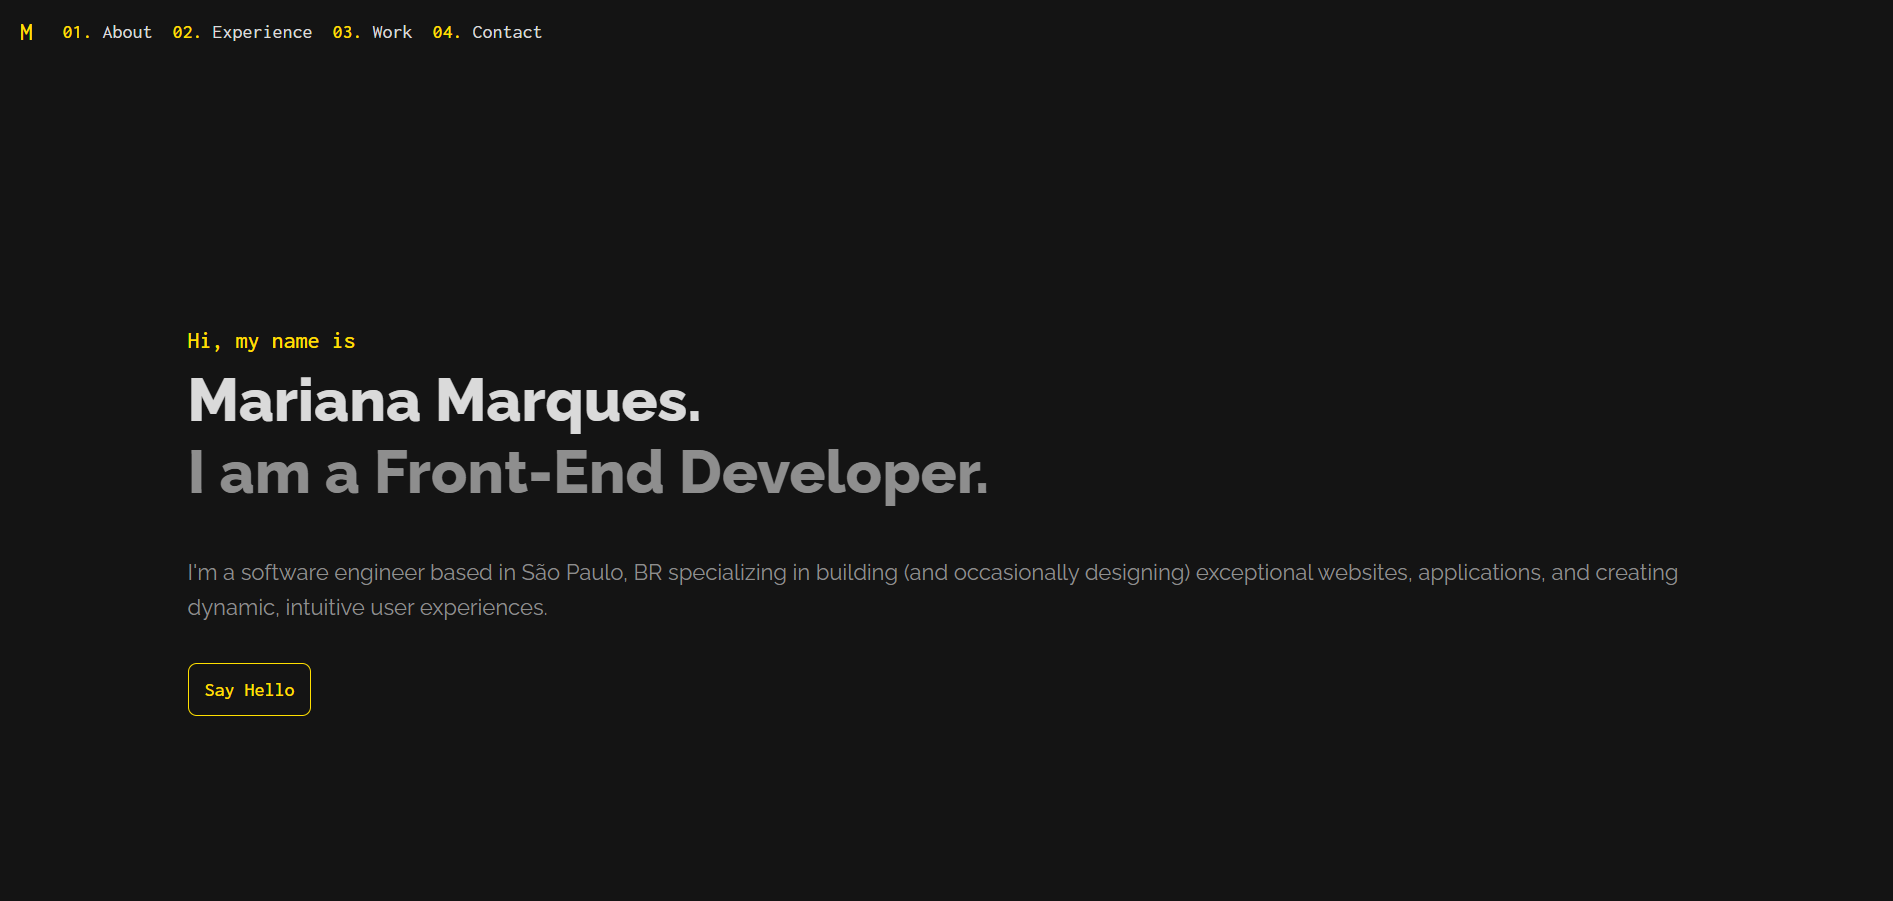 M 01. About 02. Experience 03. Work 04. Contact
Hi, my name is
Mariana Marques.
I am a Front-End Developer.
I'm a software engineer based in São Paulo, BR specializing in building (and occasionally designing) exceptional websites, applications, and creating
dynamic, intuitive user experiences.
Say Hello